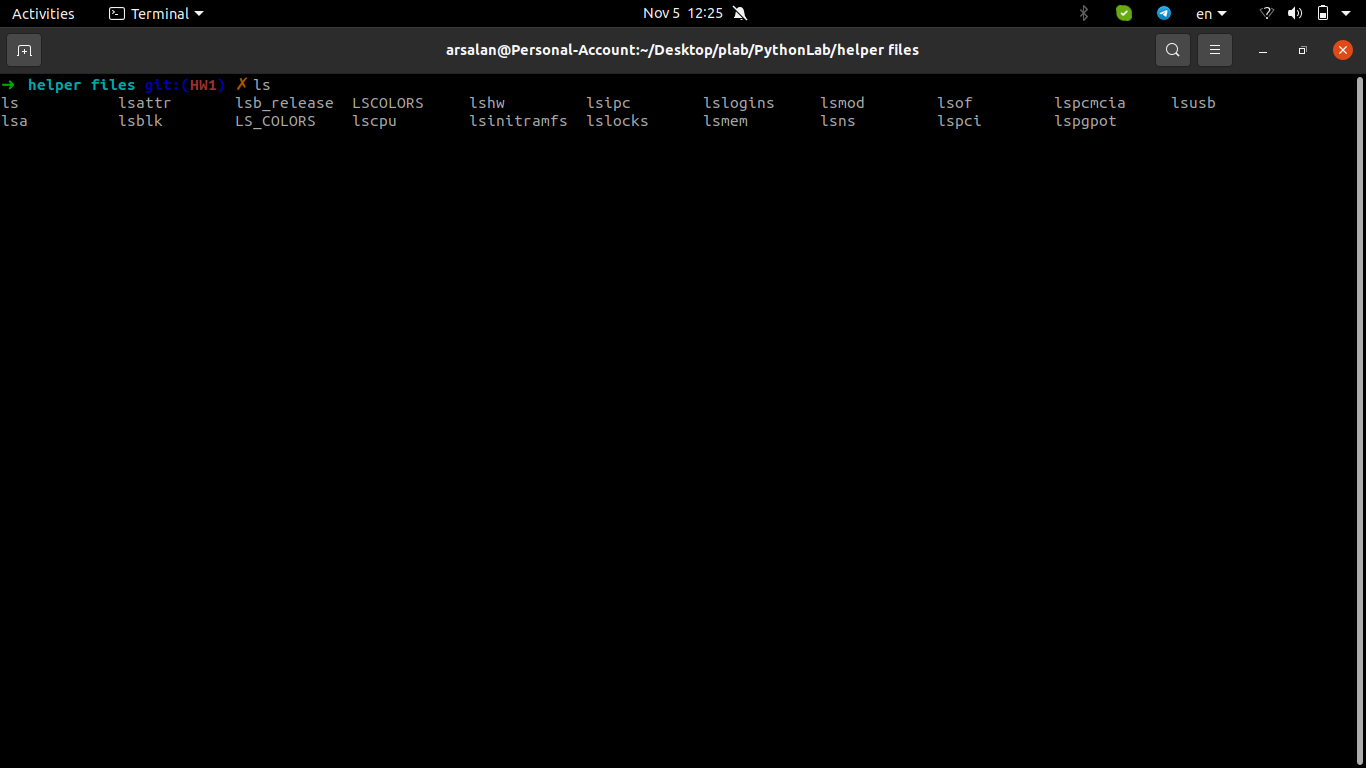 Activities Terminal Nov 5 12:25 en
arsalan@Personal-Account:~/Desktop/plab/PythonLab/helper files
➜ helper files git:(HW1) ✗ ls
ls lsattr lsb_release LSCOLORS lshw lsipc lslogins lsmod lsof lspcmcia lsusb
lsa lsblk LS_COLORS lscpu lsinitramfs lslocks lsmem lsns lspci lspgpot